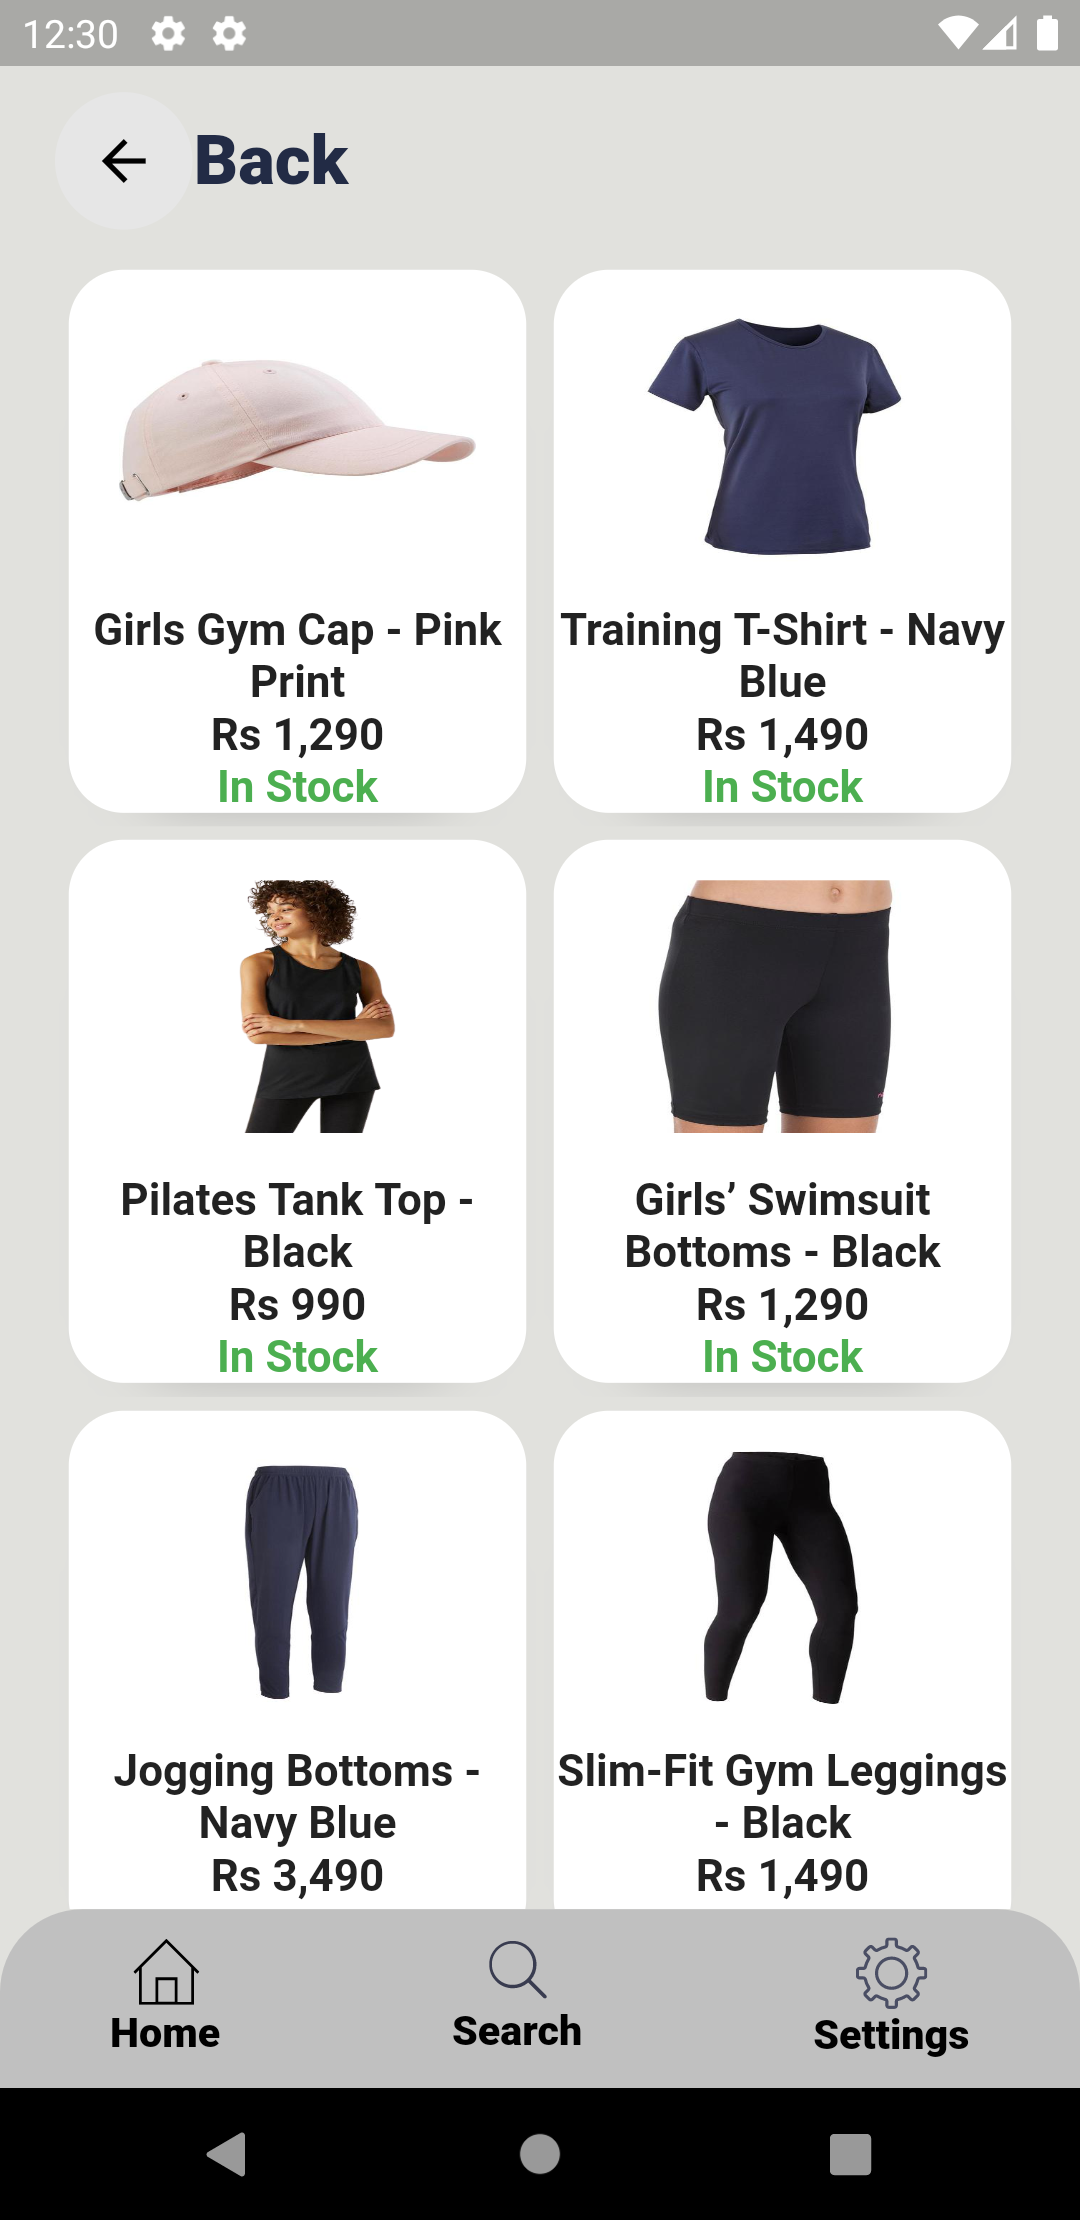 12:30
Back
Girls Gym Cap - Pink
Print
Rs 1,290
In Stock
Training T-Shirt - Navy
Blue
Rs 1,490
In Stock
Pilates Tank Top -
Black
Rs 990
In Stock
Girls’ Swimsuit
Bottoms - Black
Rs 1,290
In Stock
Jogging Bottoms -
Navy Blue
Rs 3,490
Slim-Fit Gym Leggings
- Black
Rs 1,490
Home
Search
Settings